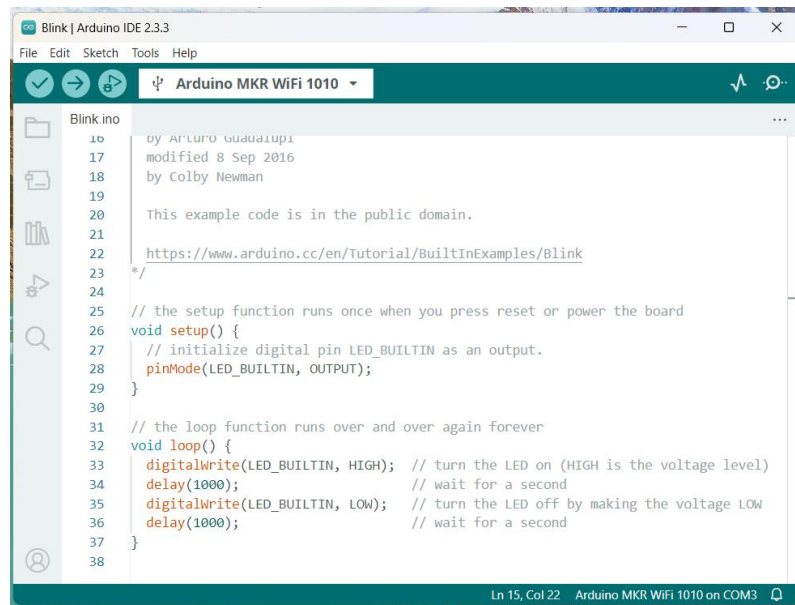 Blink | Arduino IDE 2.3.3
File Edit Sketch Tools Help
Arduino MKR WiFi 1010
Blink.ino
16 by Arturo Guadalupi
17 modified 8 Sep 2016
18 by Colby Newman
19
20 This example code is in the public domain.
21
22 https://www.arduino.cc/en/Tutorial/BuiltInExamples/Blink
23 */
24
25 // the setup function runs once when you press reset or power the board
26 void setup() {
27 // initialize digital pin LED_BUILTIN as an output.
28 pinMode(LED_BUILTIN, OUTPUT);
29 }
30
31 // the loop function runs over and over again forever
32 void loop() {
33 digitalWrite(LED_BUILTIN, HIGH); // turn the LED on (HIGH is the voltage level)
34 delay(1000); // wait for a second
35 digitalWrite(LED_BUILTIN, LOW); // turn the LED off by making the voltage LOW
36 delay(1000); // wait for a second
37 }
38
Ln 15, Col 22 Arduino MKR WiFi 1010 on COM3